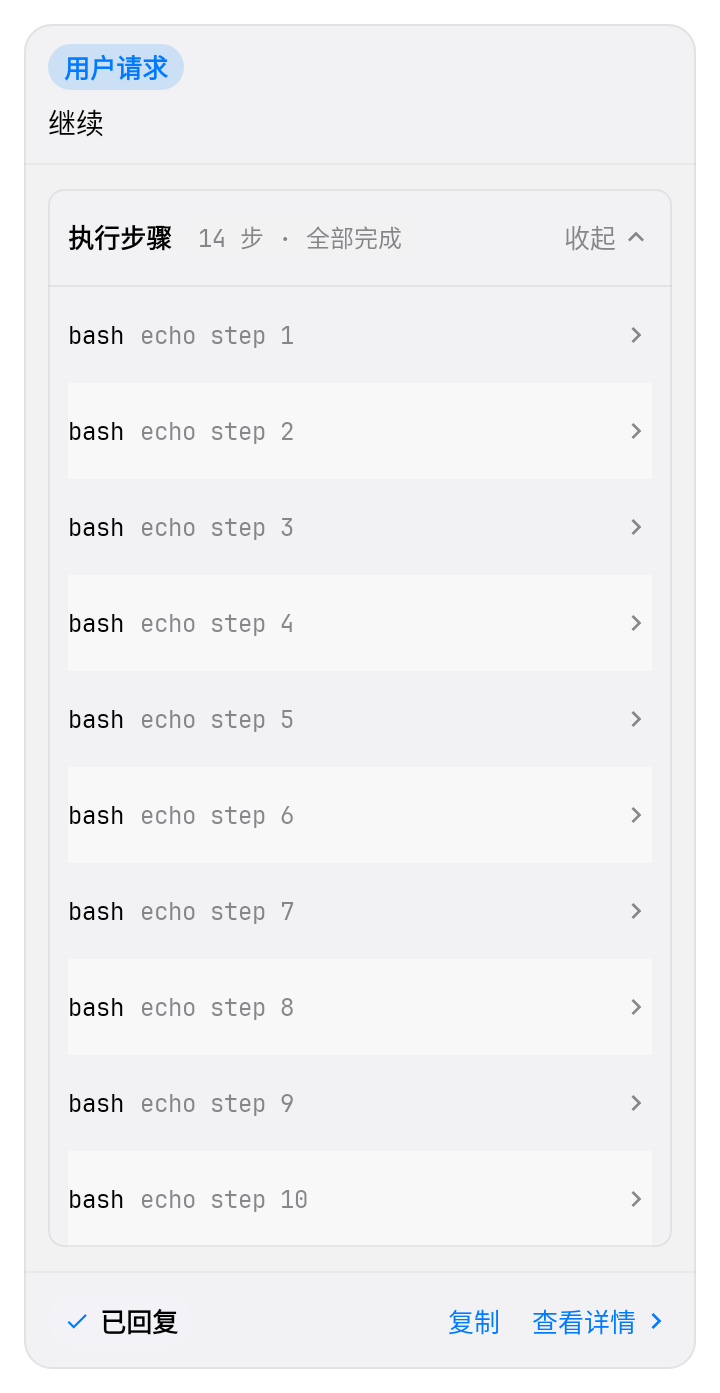 用户请求
继续
执行步骤 14 步 · 全部完成 收起
bash echo step 1
bash echo step 2
bash echo step 3
bash echo step 4
bash echo step 5
bash echo step 6
bash echo step 7
bash echo step 8
bash echo step 9
bash echo step 10
已回复 复制 查看详情